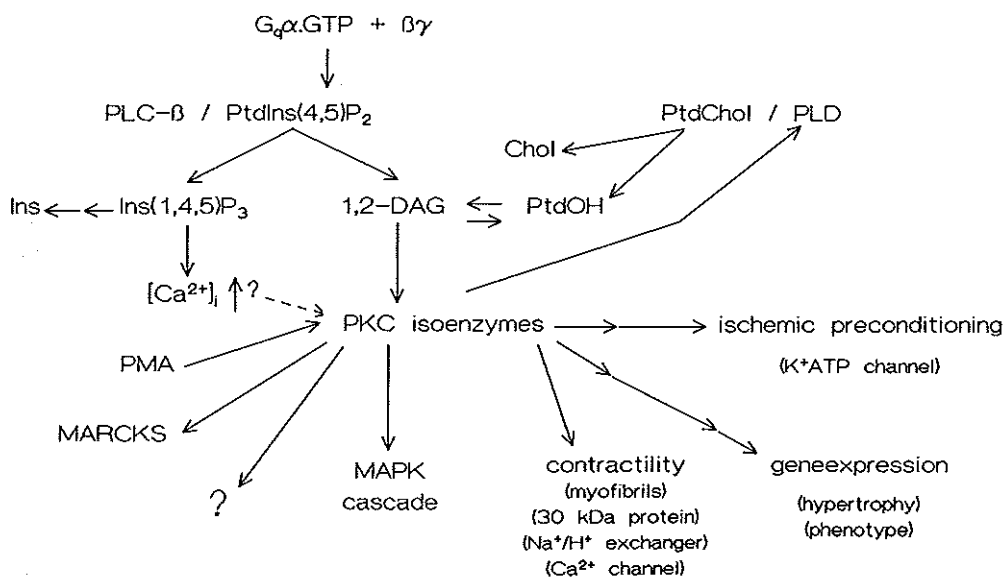 Gqα.GTP + ßγ
PLC-ß / PtdIns(4,5)P2
PtdChol / PLD
Chol
Ins
Ins(1,4,5)P3
1,2-DAG
PtdOH
[Ca²⁺]i ?
PKC isoenzymes
ischemic preconditioning
(K⁺ATP channel)
PMA
MARCKS
?
MAPK
cascade
contractility
(myofibrils)
(30 kDa protein)
(Na⁺/H⁺ exchanger)
(Ca²⁺ channel)
geneexpression
(hypertrophy)
(phenotype)